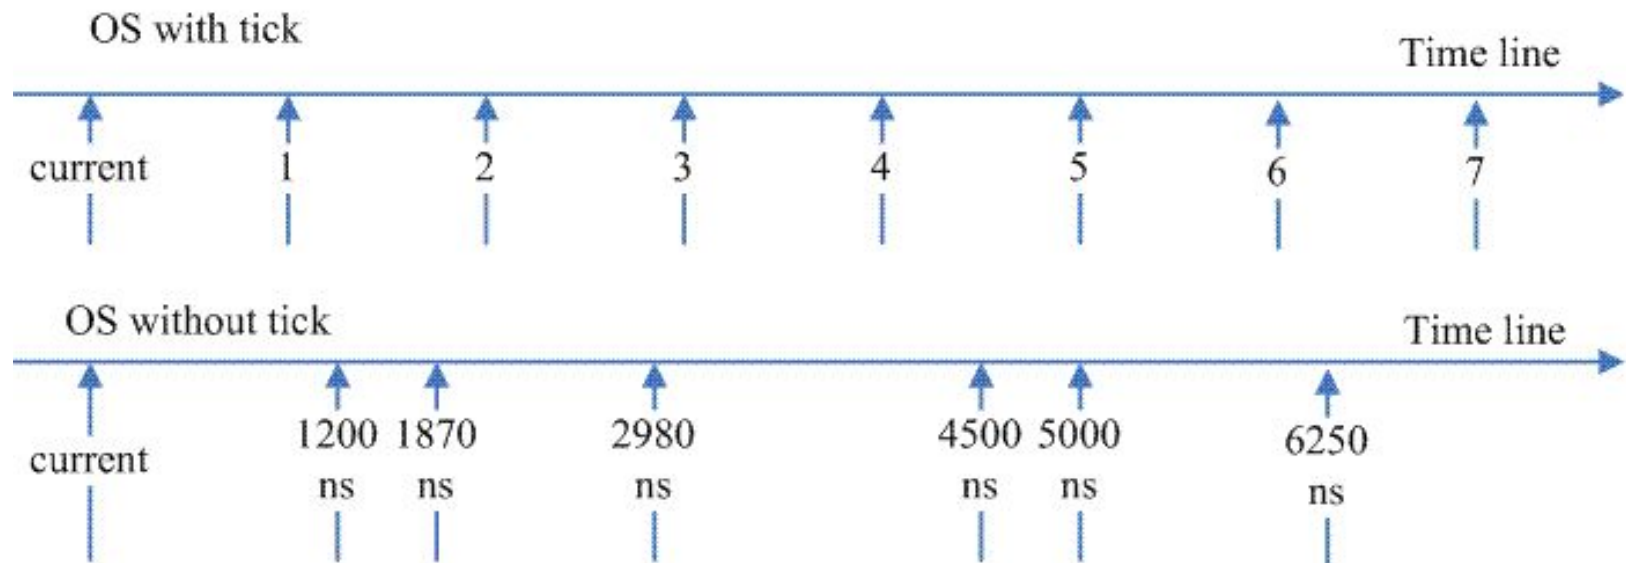 OS with tick
Time line
current 1 2 3 4 5 6 7
OS without tick
Time line
current
1200 1870 2980 4500 5000 6250
ns ns ns ns ns ns